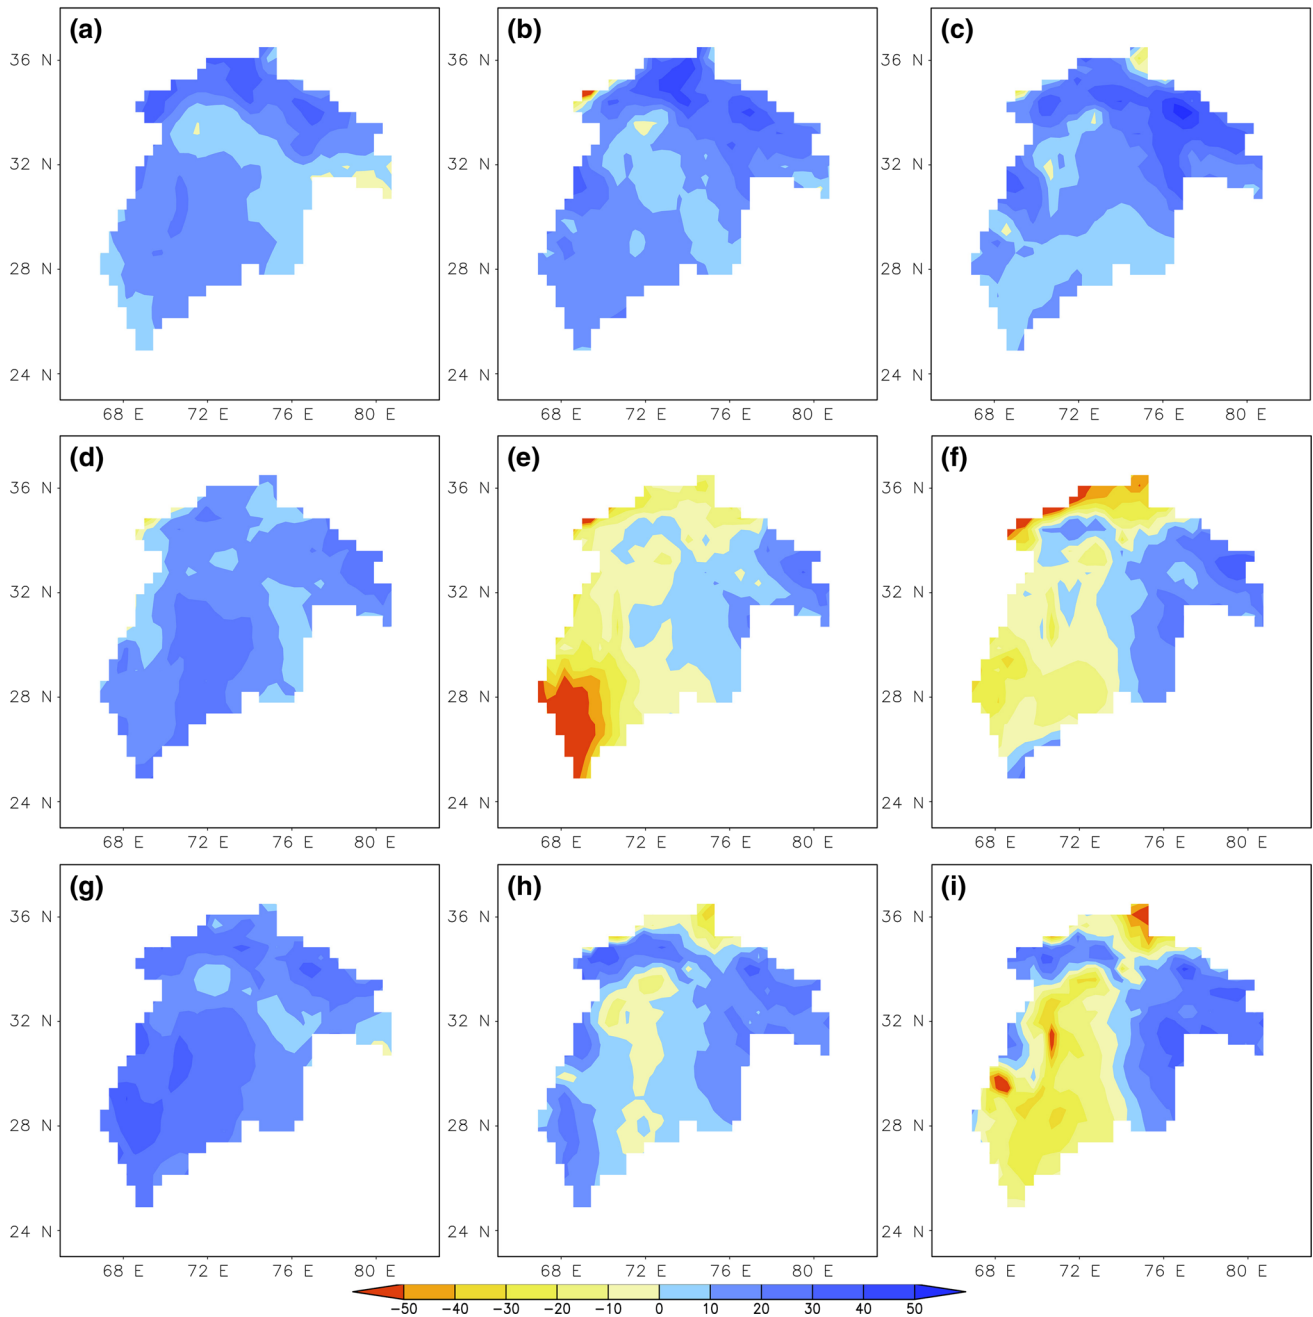 (a) (b) (c)
36 N 36 N 36 N
32 N 32 N 32 N
28 N 28 N 28 N
24 N 24 N 24 N
68 E 72 E 76 E 80 E 68 E 72 E 76 E 80 E 68 E 72 E 76 E 80 E
(d) (e) (f)
36 N 36 N 36 N
32 N 32 N 32 N
28 N 28 N 28 N
24 N 24 N 24 N
68 E 72 E 76 E 80 E 68 E 72 E 76 E 80 E 68 E 72 E 76 E 80 E
(g) (h) (i)
36 N 36 N 36 N
32 N 32 N 32 N
28 N 28 N 28 N
24 N 24 N 24 N
68 E 72 E 76 E 80 E 68 E 72 E 76 E 80 E 68 E 72 E 76 E 80 E
−50 −40 −30 −20 −10 0 10 20 30 40 50